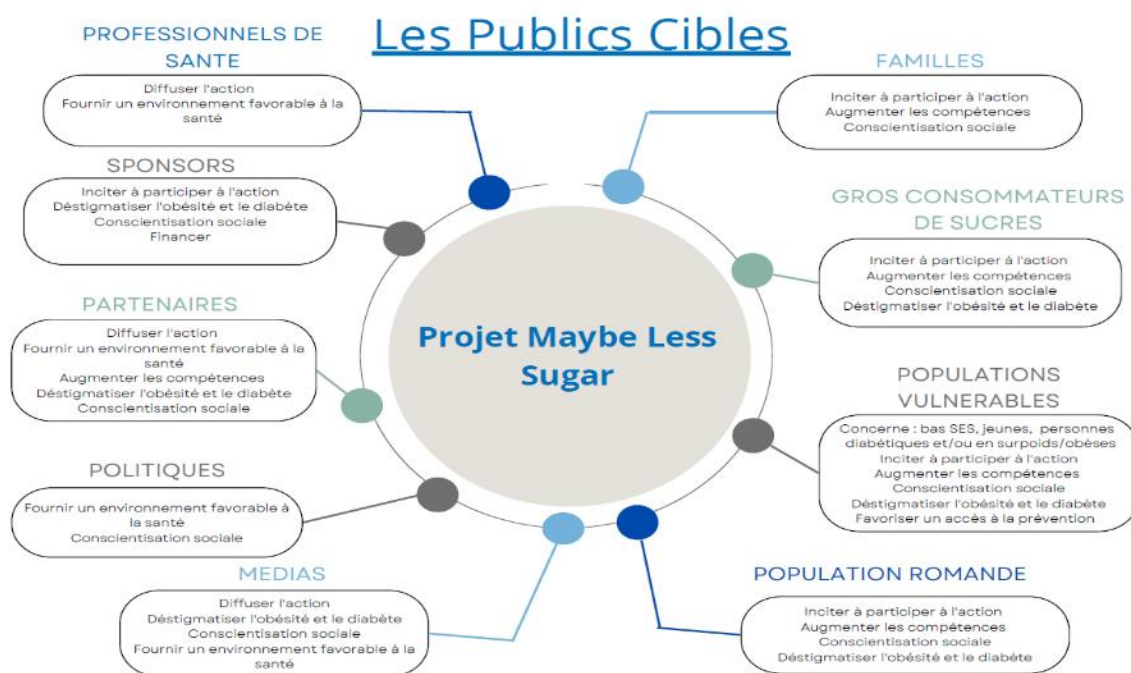 Les Publics Cibles
PROFESSIONNELS DE
SANTE
Diffuser l'action
Fournir un environnement favorable à la
santé
SPONSORS
Inciter à participer à l'action
Déstigmatiser l'obésité et le diabète
Conscientisation sociale
Financer
PARTENAIRES
Diffuser l'action
Fournir un environnement favorable à la
santé
Augmenter les compétences
Déstigmatiser l'obésité et le diabète
Conscientisation sociale
POLITIQUES
Fournir un environnement favorable à
la santé
Conscientisation sociale
MEDIAS
Diffuser l'action
Déstigmatiser l'obésité et le diabète
Conscientisation sociale
Fournir un environnement favorable à la
santé
Projet Maybe Less
Sugar
FAMILLES
Inciter à participer à l'action
Augmenter les compétences
Conscientisation sociale
GROS CONSOMMATEURS
DE SUCRES
Inciter à participer à l'action
Augmenter les compétences
Conscientisation sociale
Déstigmatiser l'obésité et le diabète
POPULATIONS
VULNERABLES
Concerne : bas SES, jeunes, personnes
diabétiques et/ou en surpoids/obèses
Inciter à participer à l'action
Augmenter les compétences
Conscientisation sociale
Déstigmatiser l'obésité et le diabète
Favoriser un accès à la prévention
POPULATION ROMANDE
Inciter à participer à l'action
Augmenter les compétences
Conscientisation sociale
Déstigmatiser l'obésité et le diabète